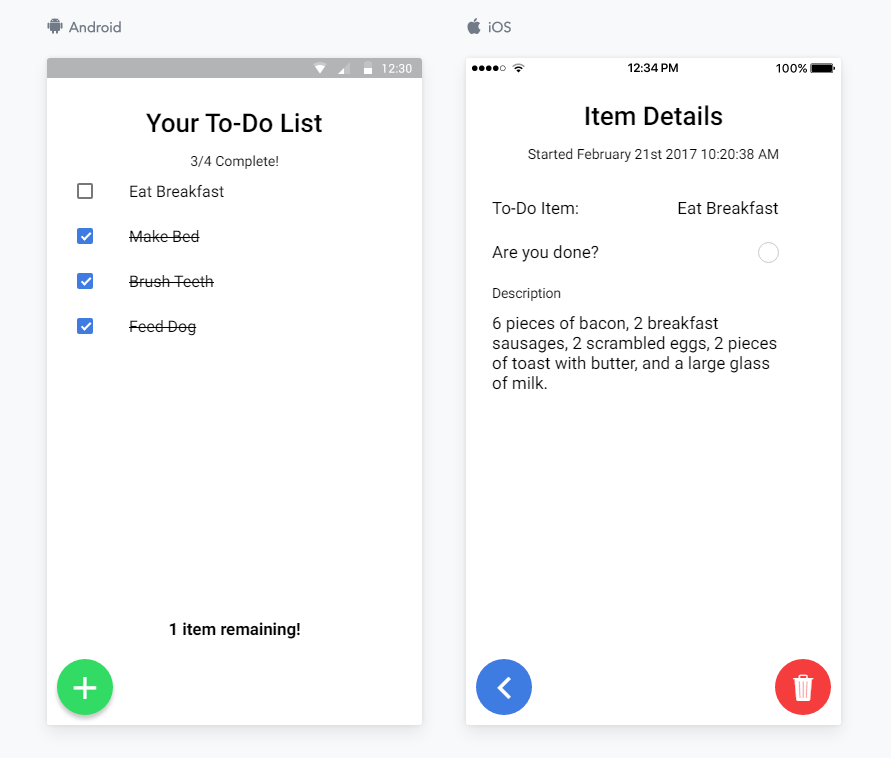 Android
12:30
Your To-Do List
3/4 Complete!
Eat Breakfast
Make Bed
Brush Teeth
Feed Dog
1 item remaining!
iOS
12:34 PM
100%
Item Details
Started February 21st 2017 10:20:38 AM
To-Do Item: Eat Breakfast
Are you done?
Description
6 pieces of bacon, 2 breakfast
sausages, 2 scrambled eggs, 2 pieces
of toast with butter, and a large glass
of milk.